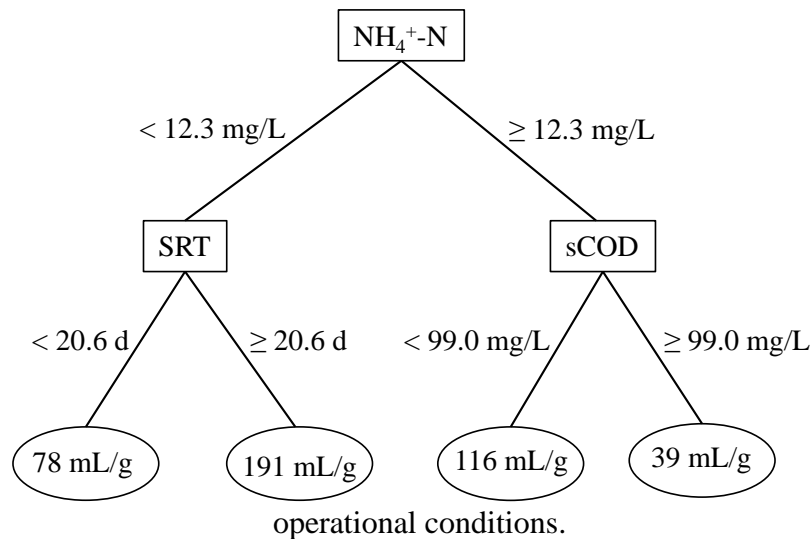 NH₄⁺-N
< 12.3 mg/L
≥ 12.3 mg/L
SRT
sCOD
< 20.6 d
≥ 20.6 d
< 99.0 mg/L
≥ 99.0 mg/L
78 mL/g
191 mL/g
116 mL/g
39 mL/g
operational conditions.